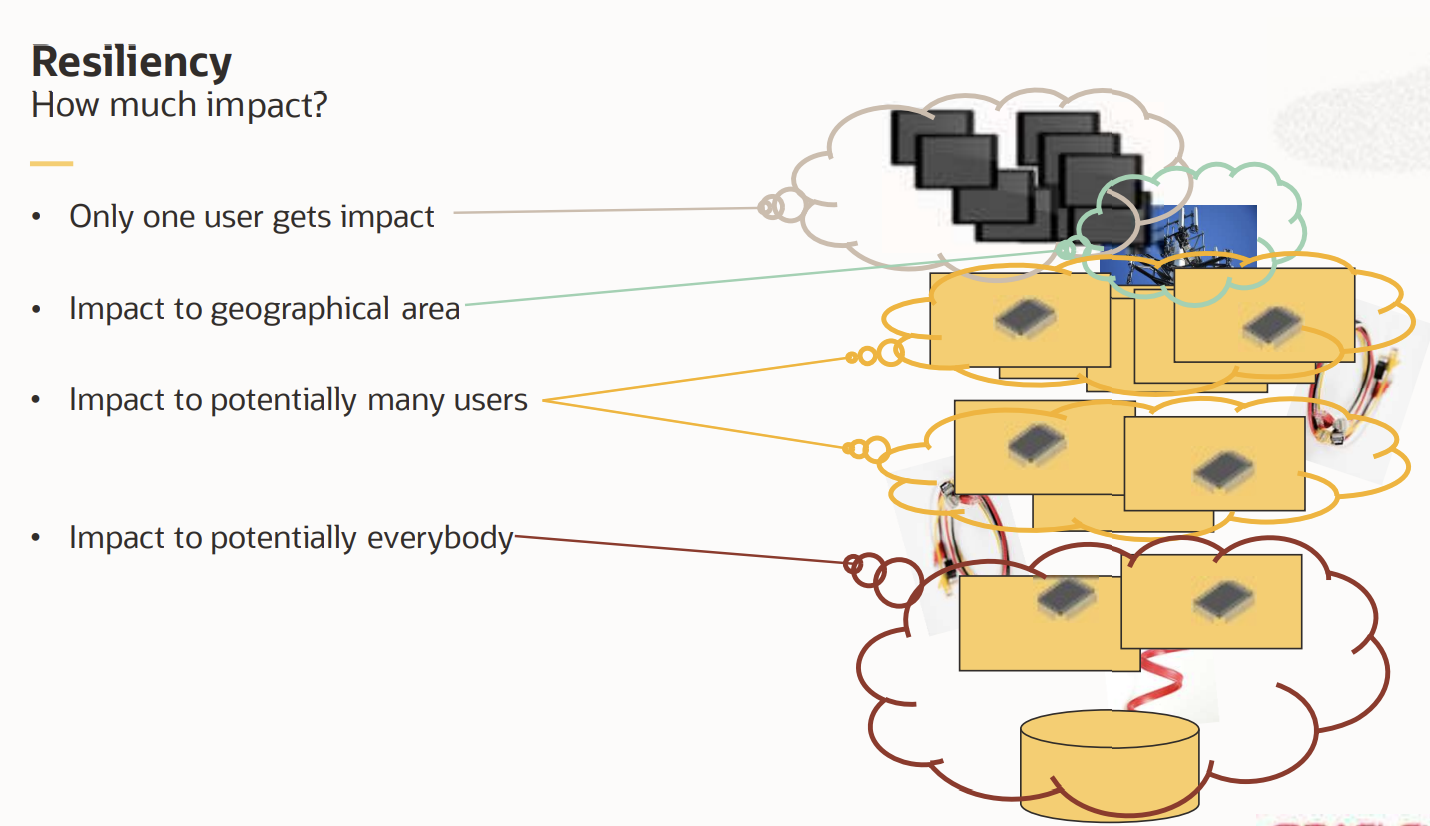 Resiliency
How much impact?
• Only one user gets impact
• Impact to geographical area
• Impact to potentially many users
• Impact to potentially everybody